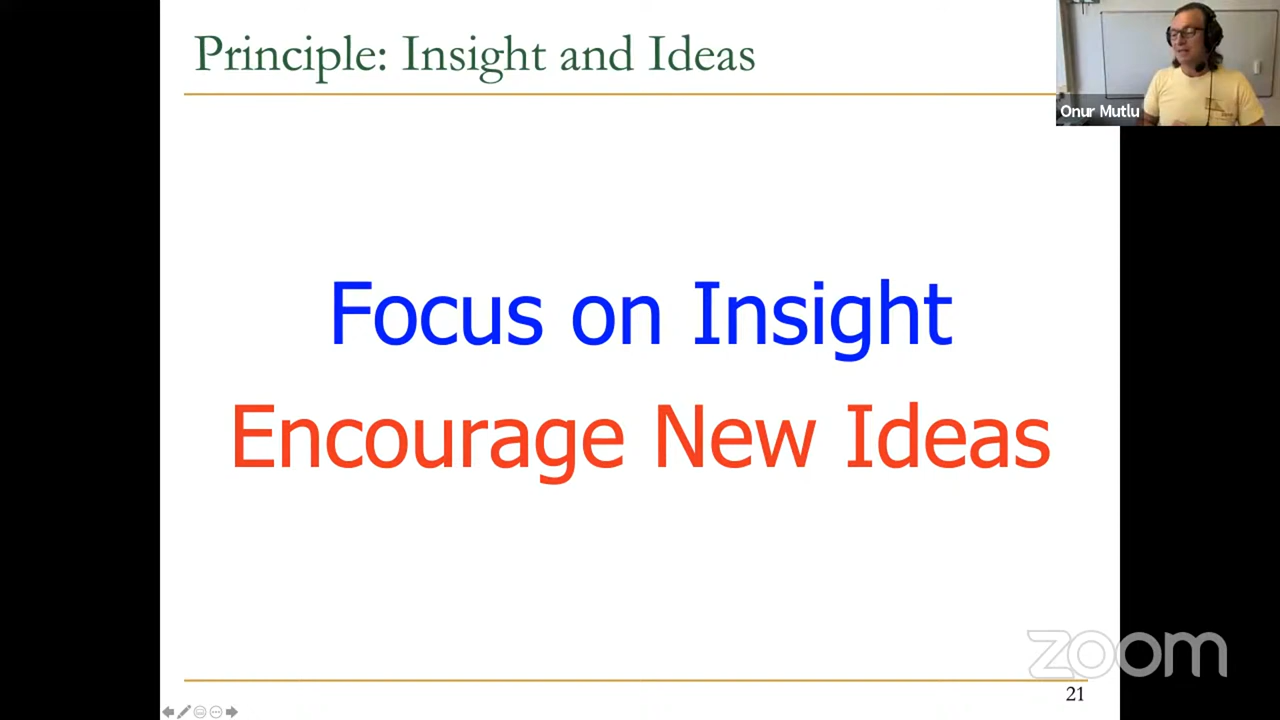 Principle: Insight and Ideas
Onur Mutlu
Focus on Insight
Encourage New Ideas
zoom
21